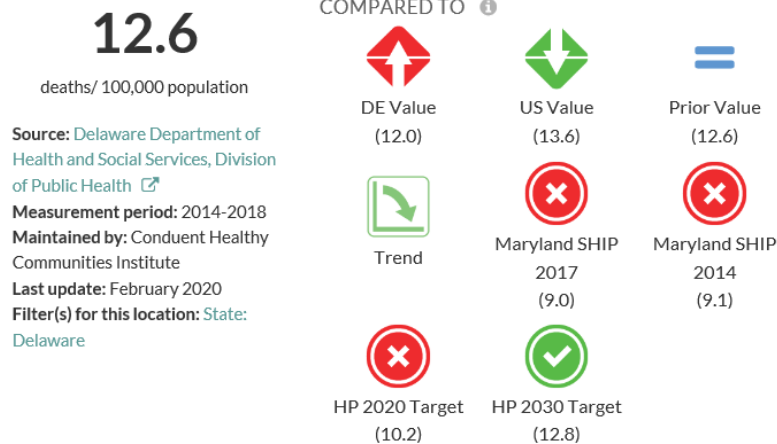 12.6
deaths/ 100,000 population
Source: Delaware Department of
Health and Social Services, Division
of Public Health
Measurement period: 2014-2018
Maintained by: Conduent Healthy
Communities Institute
Last update: February 2020
Filter(s) for this location: State:
Delaware
COMPARED TO
DE Value
(12.0)
US Value
(13.6)
Prior Value
(12.6)
Trend
Maryland SHIP
2017
(9.0)
Maryland SHIP
2014
(9.1)
HP 2020 Target
(10.2)
HP 2030 Target
(12.8)